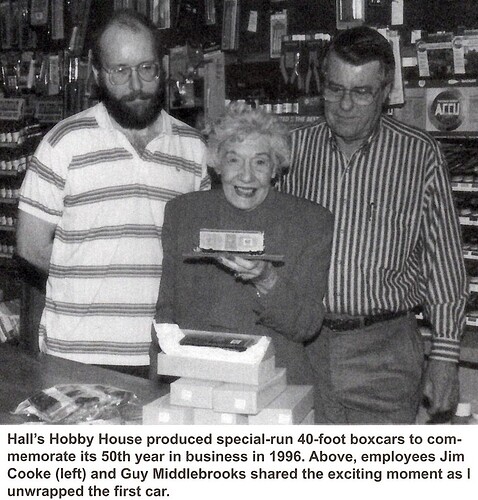 ACCU
Hall's Hobby House produced special-run 40-foot boxcars to com-
memorate its 50th year in business in 1996. Above, employees Jim
Cooke (left) and Guy Middlebrooks shared the exciting moment as I
unwrapped the first car.